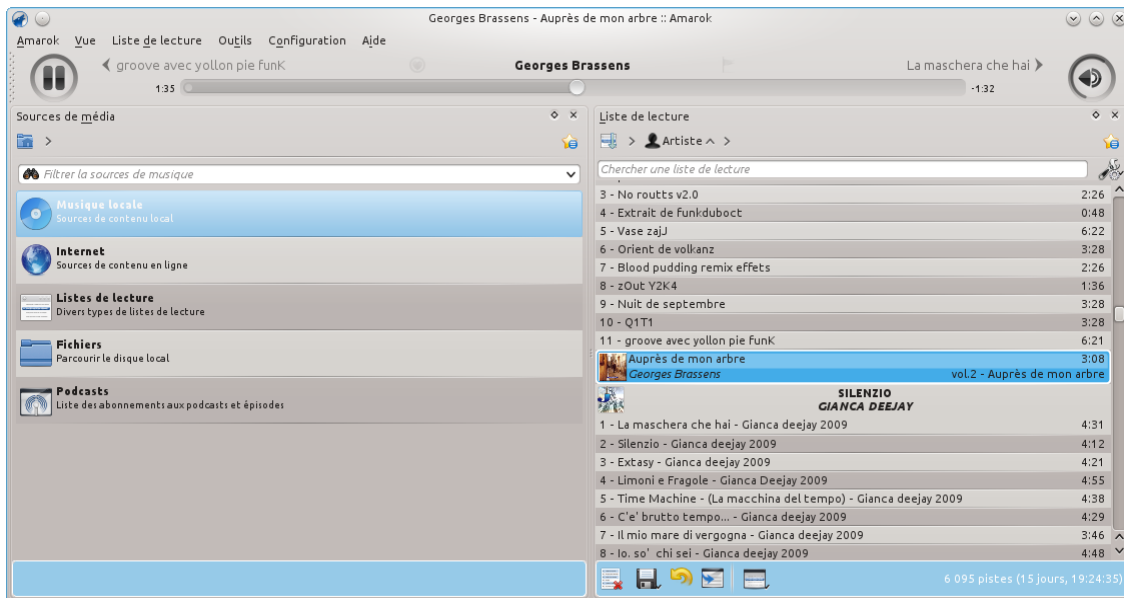 Georges Brassens - Auprès de mon arbre :: Amarok
Amarok Vue Liste de lecture Outils Configuration Aide
groove avec yollon pie funK
Georges Brassens
La maschera che hai
1:35
-1:32
Sources de média
Filtrer la sources de musique
Musique locale
Sources de contenu local
Internet
Sources de contenu en ligne
Listes de lecture
Divers types de listes de lecture
Fichiers
Parcourir le disque local
Podcasts
Liste des abonnements aux podcasts et épisodes
Liste de lecture
> Artiste >
Chercher une liste de lecture
3 - No routts v2.0 2:26
4 - Extrait de funkduboct 0:48
5 - Vase zajJ 6:22
6 - Orient de volkanz 3:28
7 - Blood pudding remix effets 2:26
8 - zOut Y2K4 1:36
9 - Nuit de septembre 3:28
10 - Q1T1 3:28
11 - groove avec yollon pie funK 6:21
Auprès de mon arbre 3:08
Georges Brassens vol.2 - Auprès de mon arbre
SILENZIO
GIANCA DEEJAY
1 - La maschera che hai - Gianca deejay 2009 4:31
2 - Silenzio - Gianca deejay 2009 4:12
3 - Extasy - Gianca deejay 2009 4:21
4 - Limoni e Fragole - Gianca Deejay 2009 4:55
5 - Time Machine - (La macchina del tempo) - Gianca deejay 2009 4:38
6 - C'e' brutto tempo... - Gianca deejay 2009 4:29
7 - Il mio mare di vergogna - Gianca deejay 2009 3:46
8 - Io. so' chi sei - Gianca deejay 2009 4:48
6 095 pistes (15 jours, 19:24:35)